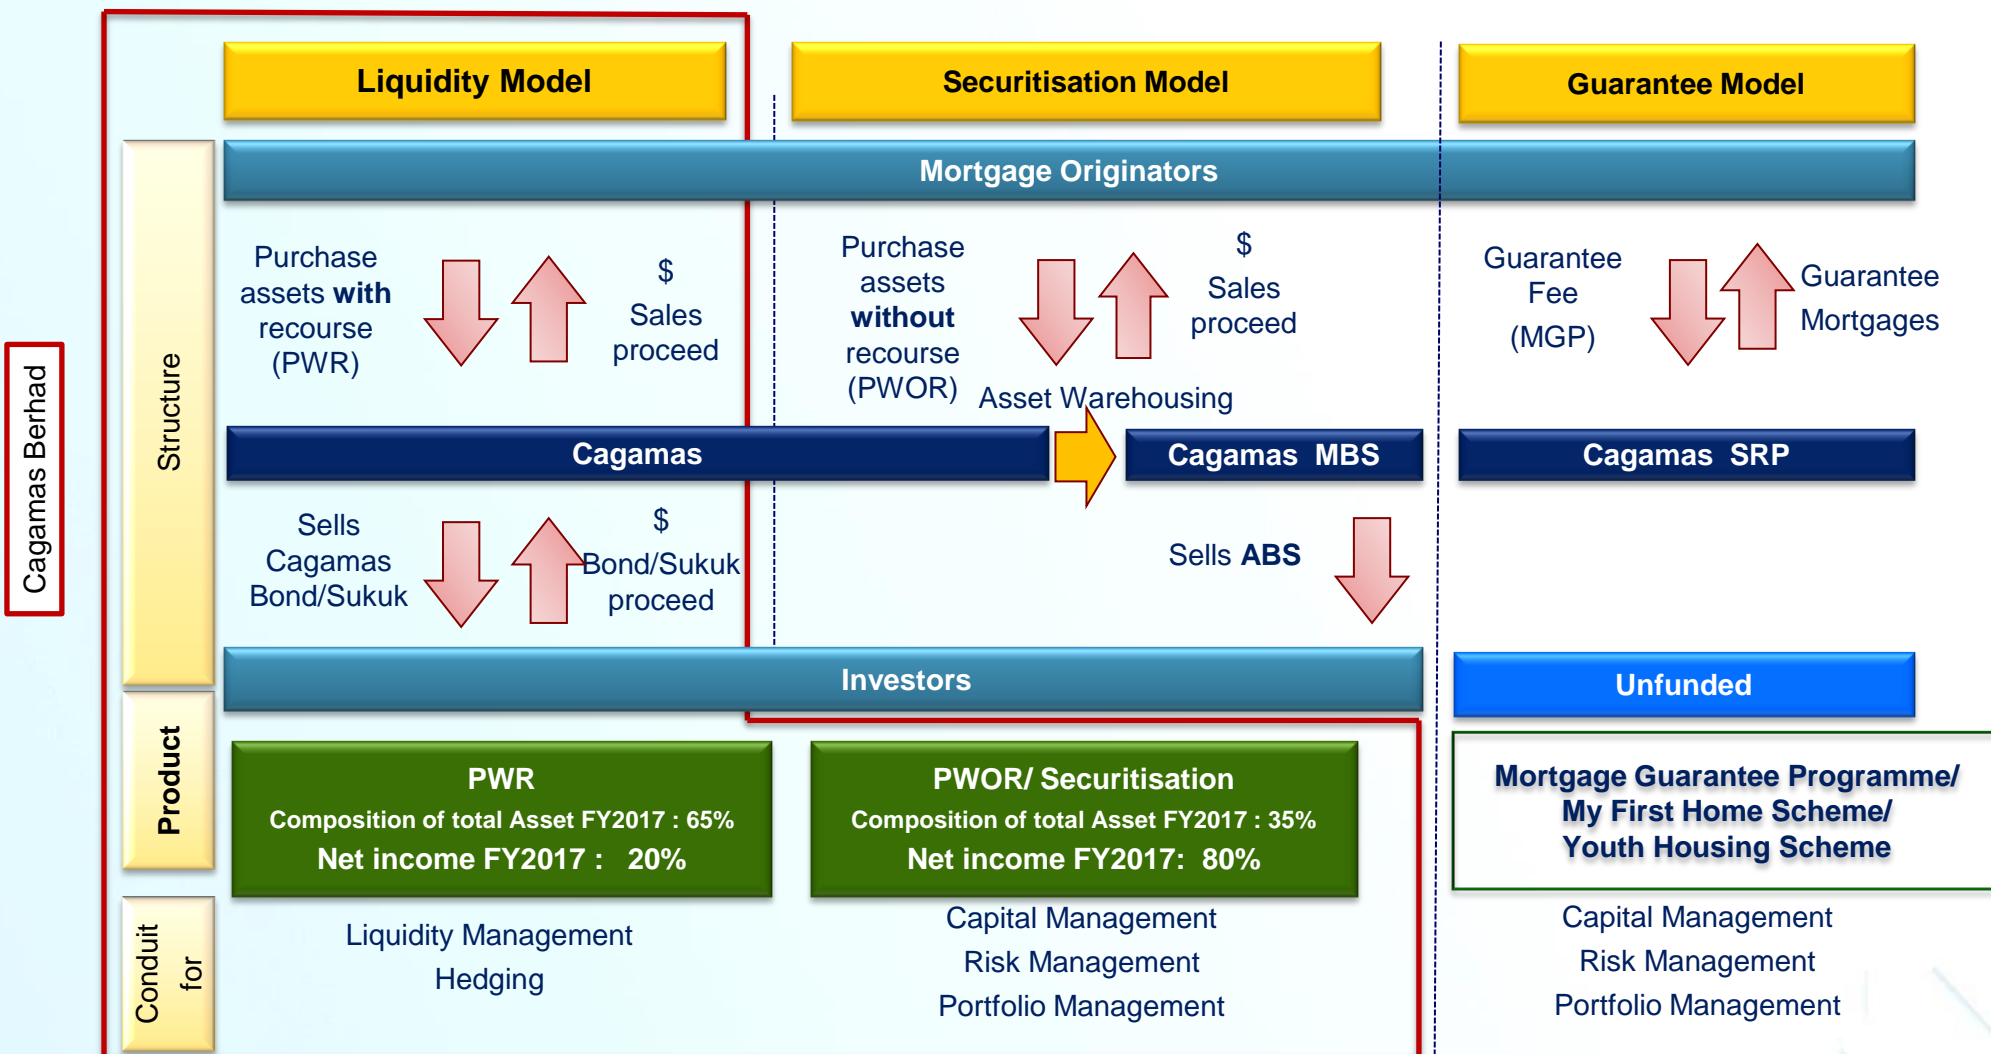 Liquidity Model
Securitisation Model
Guarantee Model
Cagamas Berhad
Structure
Mortgage Originators
Purchase
assets with
recourse
(PWR)
$
Sales
proceed
Purchase
assets
without
recourse
(PWOR)
$
Sales
proceed
Asset Warehousing
Guarantee
Fee
(MGP)
Guarantee
Mortgages
Cagamas
Cagamas MBS
Cagamas SRP
Sells
Cagamas
Bond/Sukuk
$
Bond/Sukuk
proceed
Sells ABS
Investors
Unfunded
Product
PWR
Composition of total Asset FY2017 : 65%
Net income FY2017 : 20%
PWOR/ Securitisation
Composition of total Asset FY2017 : 35%
Net income FY2017: 80%
Mortgage Guarantee Programme/
My First Home Scheme/
Youth Housing Scheme
Conduit
for
Liquidity Management
Hedging
Capital Management
Risk Management
Portfolio Management
Capital Management
Risk Management
Portfolio Management